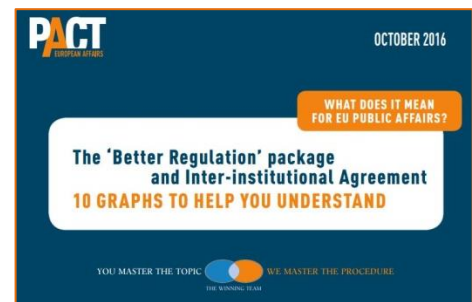 PACT
EUROPEAN AFFAIRS
OCTOBER 2016
WHAT DOES IT MEAN
FOR EU PUBLIC AFFAIRS?
The 'Better Regulation' package
and Inter-institutional Agreement
10 GRAPHS TO HELP YOU UNDERSTAND
YOU MASTER THE TOPIC WE MASTER THE PROCEDURE
THE WINNING TEAM